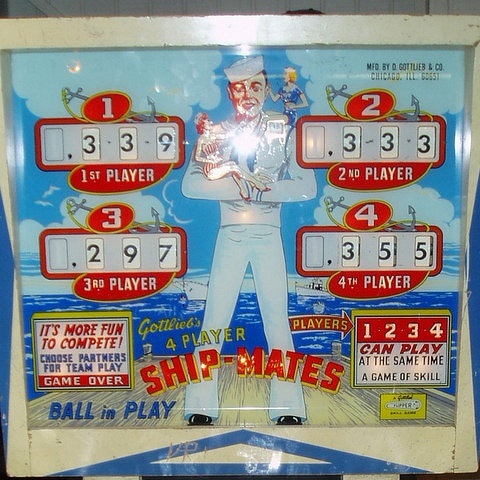 MFD. BY D. GOTTLIEB & CO.
CHICAGO, ILL. 60651
1
, 3 3 9
1ST PLAYER
2
, 3 3 3
2ND PLAYER
3
, 2 9 7
3RD PLAYER
4
, 3 5 5
4TH PLAYER
IT'S MORE FUN
TO COMPETE!
CHOOSE PARTNERS
FOR TEAM PLAY
GAME OVER
BALL in PLAY
Gottlieb's
4 PLAYER
SHIP-MATES
PLAYERS
1-2-3-4
CAN PLAY
AT THE SAME TIME
A GAME OF SKILL
FLIPPER
SKILL GAME